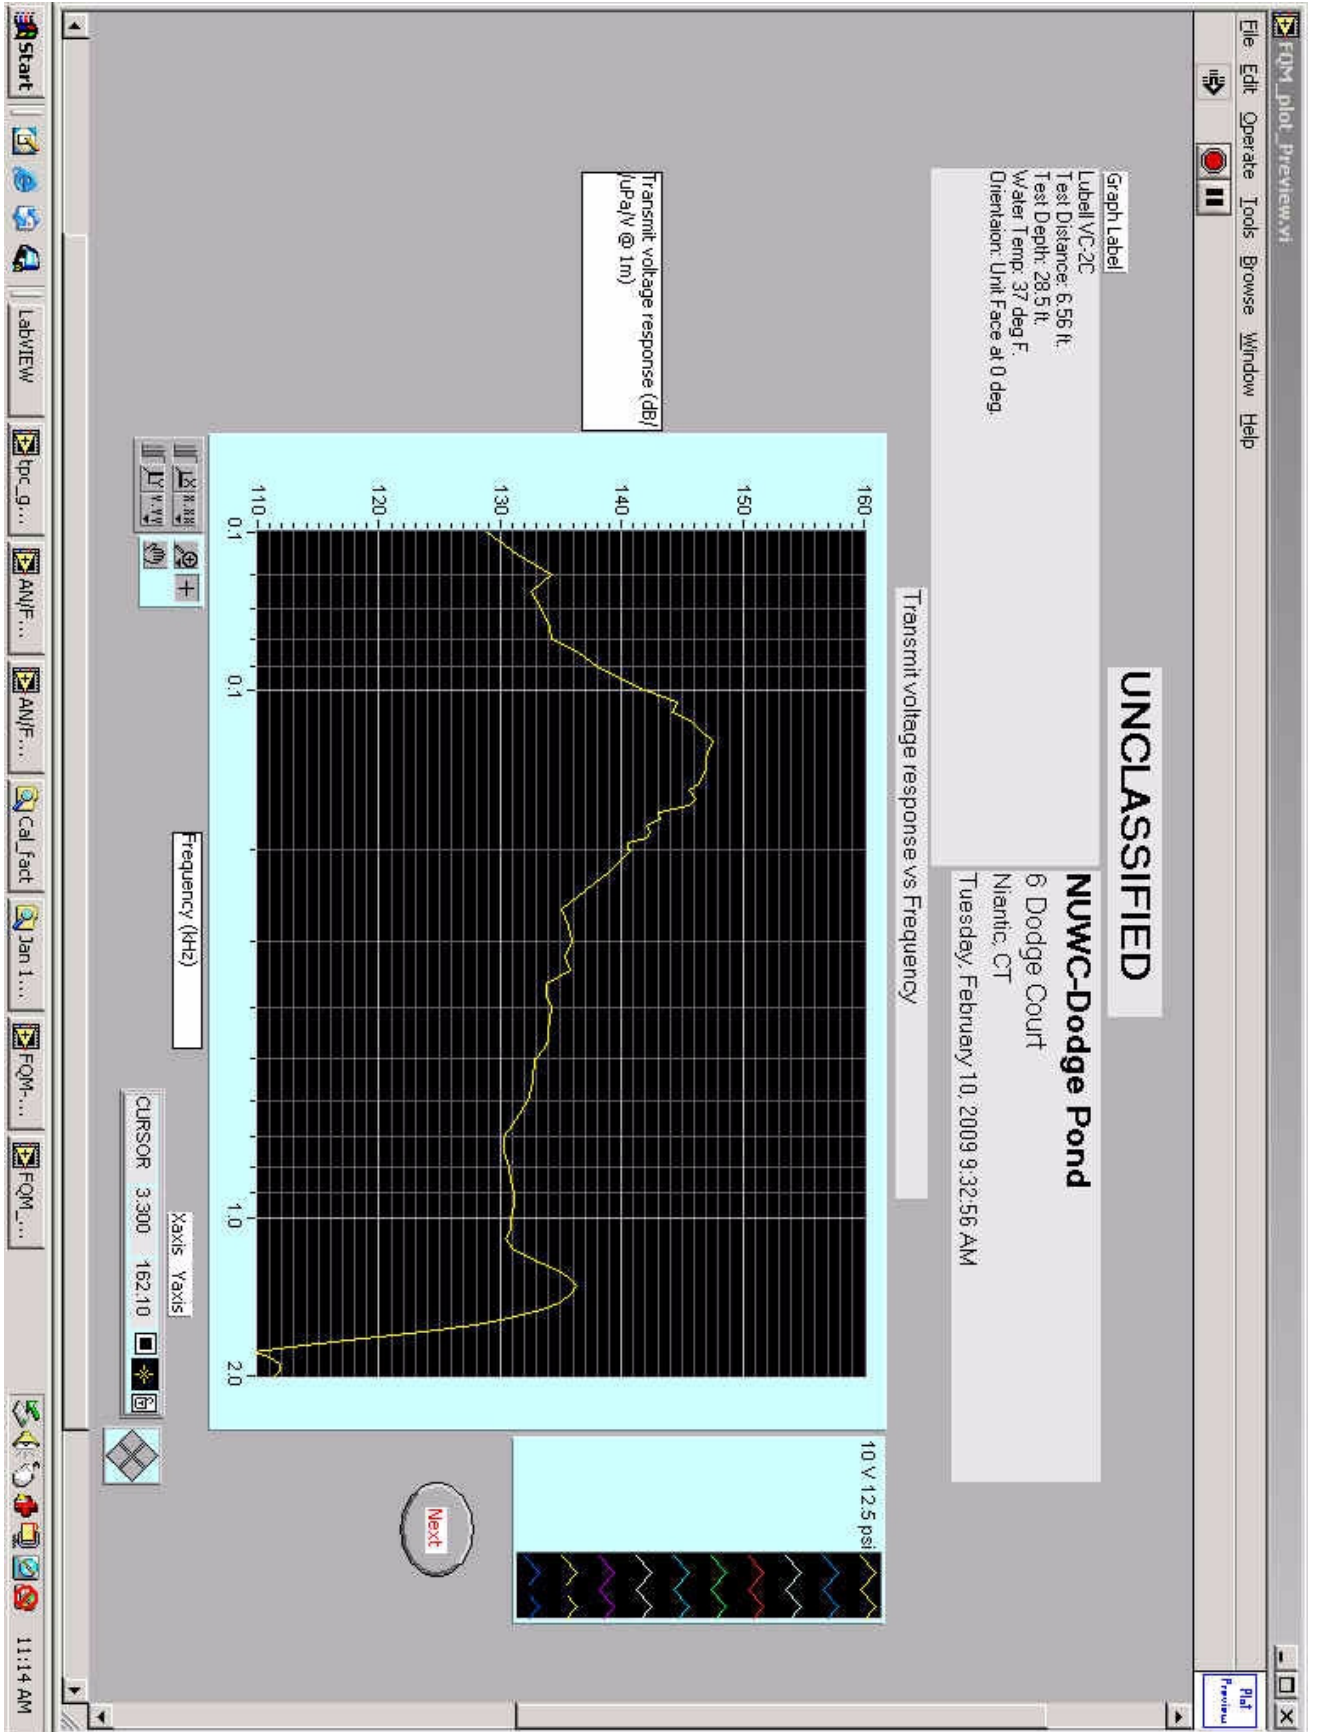 FQM_plot_Preview.vi
File Edit Operate Tools Browse Window Help
Plot
Preview
UNCLASSIFIED
Graph Label
Lubell VC-2C
Test Distance: 6.56 ft.
Test Depth: 28.5 ft.
Water Temp: 37 deg F.
Orientaion: Unit Face at 0 deg.
NUWC-Dodge Pond
6 Dodge Court
Niantic, CT
Tuesday, February 10, 2009 9:32:56 AM
Transmit voltage response vs Frequency
Transmit voltage response (dB/
/uPa/V @ 1m)
160
150
140
130
120
110
0.1
0.1
1.0
2.0
10 V 12.5 psi
Next
Frequency (kHz)
Xaxis Yaxis
CURSOR 3.300 162.10
X.XX
Y.YY
Start
LabVIEW
tpc_g...
AN/F...
AN/F...
Cal_fact
Jan 1...
FQM-...
FQM_...
11:14 AM